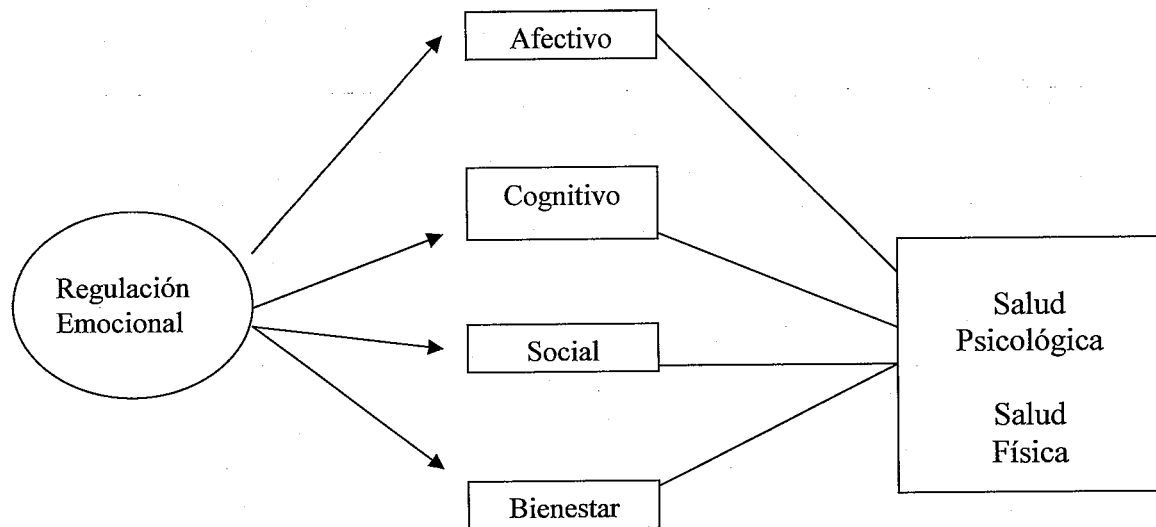 Afectivo
Cognitivo
Regulación
Emocional
Social
Bienestar
Salud
Psicológica
Salud
Física